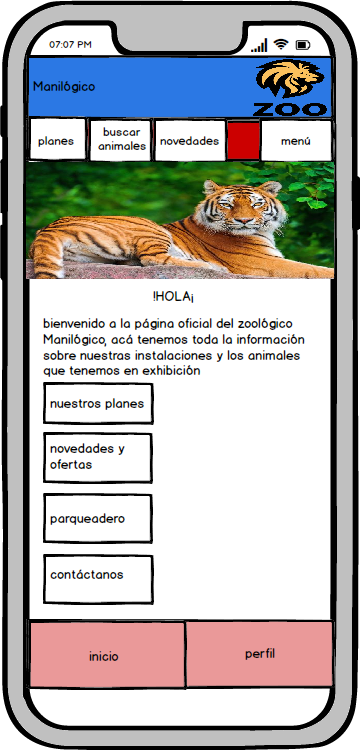 07:07 PM
Manilógico
ZOO
planes
buscar
animales
novedades
menú
!HOLA¡
bienvenido a la página oficial del zoológico
Manilógico, acá tenemos toda la información
sobre nuestras instalaciones y los animales
que tenemos en exhibición
nuestros planes
novedades y
ofertas
parqueadero
contáctanos
inicio
perfil